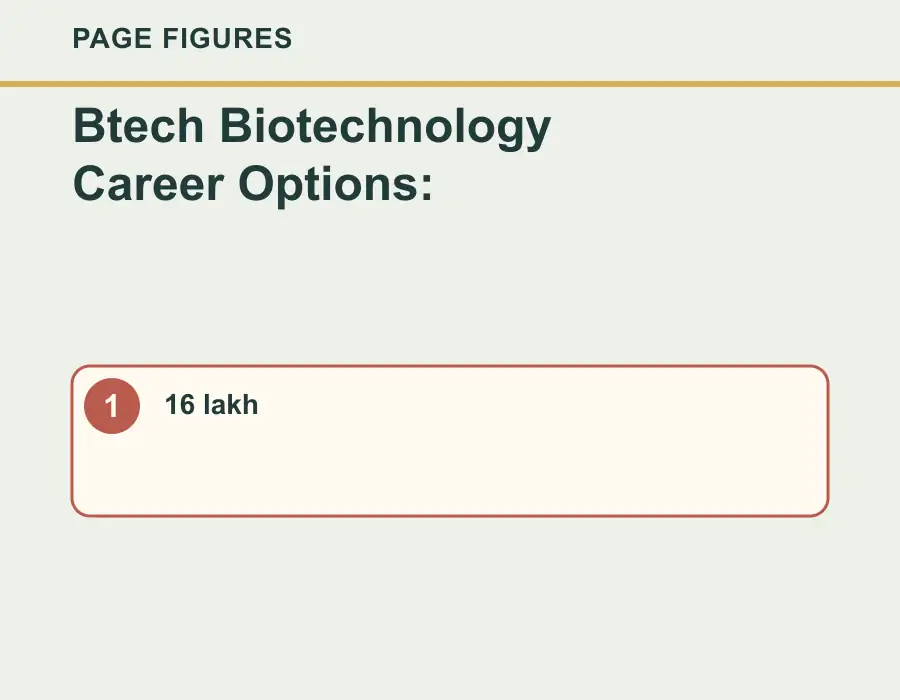 PAGE FIGURES
Btech Biotechnology
Career Options:
1
16 lakh